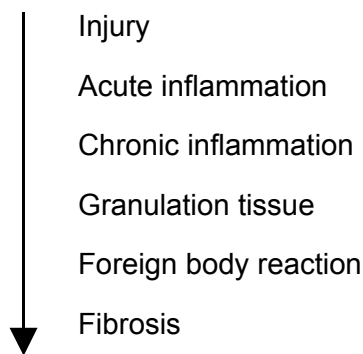 Injury
Acute inflammation
Chronic inflammation
Granulation tissue
Foreign body reaction
Fibrosis